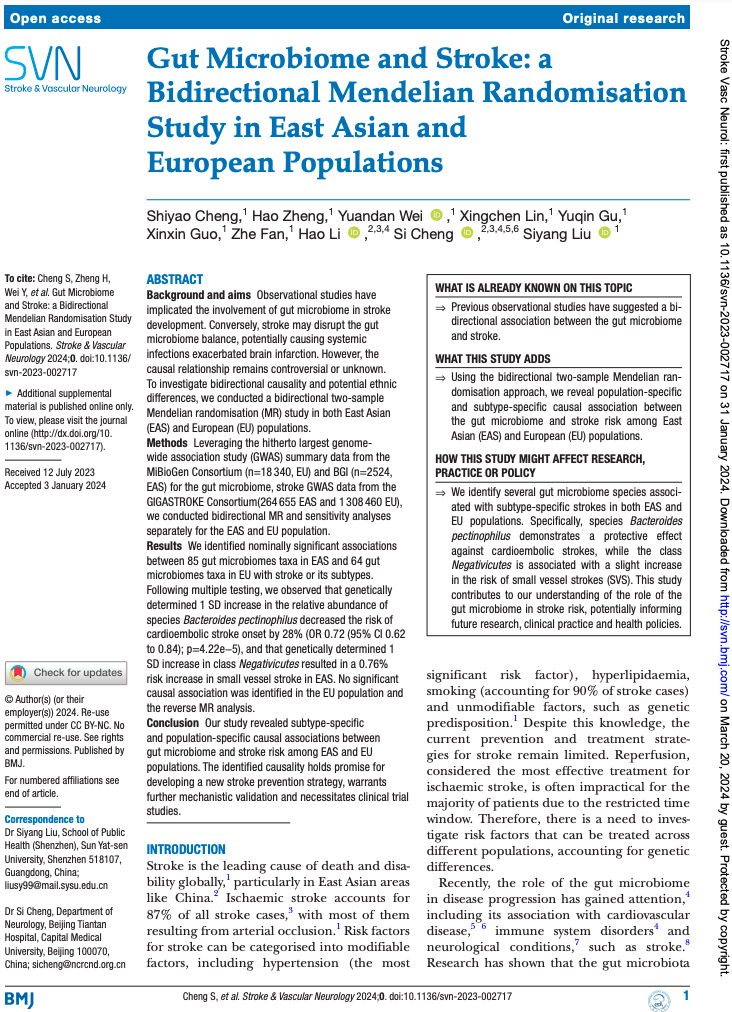 Open access
Original research
SVN
Stroke & Vascular Neurology
Gut Microbiome and Stroke: a
Bidirectional Mendelian Randomisation
Study in East Asian and
European Populations
Shiyao Cheng,1 Hao Zheng,1 Yuandan Wei iD ,1 Xingchen Lin,1 Yuqin Gu,1
Xinxin Guo,1 Zhe Fan,1 Hao Li iD ,2,3,4 Si Cheng iD ,2,3,4,5,6 Siyang Liu iD 1
To cite: Cheng S, Zheng H,
Wei Y, et al. Gut Microbiome
and Stroke: a Bidirectional
Mendelian Randomisation Study
in East Asian and European
Populations. Stroke & Vascular
Neurology 2024;0. doi:10.1136/
svn-2023-002717
► Additional supplemental
material is published online only.
To view, please visit the journal
online (http://dx.doi.org/10.
1136/svn-2023-002717).
Received 12 July 2023
Accepted 3 January 2024
Check for updates
© Author(s) (or their
employer(s)) 2024. Re-use
permitted under CC BY-NC. No
commercial re-use. See rights
and permissions. Published by
BMJ.
For numbered affiliations see
end of article.
Correspondence to
Dr Siyang Liu, School of Public
Health (Shenzhen), Sun Yat-sen
University, Shenzhen 518107,
Guangdong, China;
liusy99@mail.sysu.edu.cn
Dr Si Cheng, Department of
Neurology, Beijing Tiantan
Hospital, Capital Medical
University, Beijing 100070,
China; sicheng@ncrcnd.org.cn
ABSTRACT
Background and aims Observational studies have
implicated the involvement of gut microbiome in stroke
development. Conversely, stroke may disrupt the gut
microbiome balance, potentially causing systemic
infections exacerbated brain infarction. However, the
causal relationship remains controversial or unknown.
To investigate bidirectional causality and potential ethnic
differences, we conducted a bidirectional two-sample
Mendelian randomisation (MR) study in both East Asian
(EAS) and European (EU) populations.
Methods Leveraging the hitherto largest genome-
wide association study (GWAS) summary data from the
MiBioGen Consortium (n=18 340, EU) and BGI (n=2524,
EAS) for the gut microbiome, stroke GWAS data from the
GIGASTROKE Consortium(264 655 EAS and 1 308 460 EU),
we conducted bidirectional MR and sensitivity analyses
separately for the EAS and EU population.
Results We identified nominally significant associations
between 85 gut microbiomes taxa in EAS and 64 gut
microbiomes taxa in EU with stroke or its subtypes.
Following multiple testing, we observed that genetically
determined 1 SD increase in the relative abundance of
species Bacteroides pectinophilus decreased the risk of
cardioembolic stroke onset by 28% (OR 0.72 (95% CI 0.62
to 0.84); p=4.22e−5), and that genetically determined 1
SD increase in class Negativicutes resulted in a 0.76%
risk increase in small vessel stroke in EAS. No significant
causal association was identified in the EU population and
the reverse MR analysis.
Conclusion Our study revealed subtype-specific
and population-specific causal associations between
gut microbiome and stroke risk among EAS and EU
populations. The identified causality holds promise for
developing a new stroke prevention strategy, warrants
further mechanistic validation and necessitates clinical trial
studies.
INTRODUCTION
Stroke is the leading cause of death and disa-
bility globally,1 particularly in East Asian areas
like China.2 Ischaemic stroke accounts for
87% of all stroke cases,3 with most of them
resulting from arterial occlusion.1 Risk factors
for stroke can be categorised into modifiable
factors, including hypertension (the most
WHAT IS ALREADY KNOWN ON THIS TOPIC
⇒ Previous observational studies have suggested a bi-
directional association between the gut microbiome
and stroke.
WHAT THIS STUDY ADDS
⇒ Using the bidirectional two-sample Mendelian ran-
domisation approach, we reveal population-specific
and subtype-specific causal association between
the gut microbiome and stroke risk among East
Asian (EAS) and European (EU) populations.
HOW THIS STUDY MIGHT AFFECT RESEARCH,
PRACTICE OR POLICY
⇒ We identify several gut microbiome species associ-
ated with subtype-specific strokes in both EAS and
EU populations. Specifically, species Bacteroides
pectinophilus demonstrates a protective effect
against cardioembolic strokes, while the class
Negativicutes is associated with a slight increase
in the risk of small vessel strokes (SVS). This study
contributes to our understanding of the role of the
gut microbiome in stroke risk, potentially informing
future research, clinical practice and health policies.
significant risk factor), hyperlipidaemia,
smoking (accounting for 90% of stroke cases)
and unmodifiable factors, such as genetic
predisposition.1 Despite this knowledge, the
current prevention and treatment strate-
gies for stroke remain limited. Reperfusion,
considered the most effective treatment for
ischaemic stroke, is often impractical for the
majority of patients due to the restricted time
window. Therefore, there is a need to inves-
tigate risk factors that can be treated across
different populations, accounting for genetic
differences.
Recently, the role of the gut microbiome
in disease progression has gained attention,4
including its association with cardiovascular
disease,5 6 immune system disorders4 and
neurological conditions,7 such as stroke.8
Research has shown that the gut microbiota
BMJ
Cheng S, et al. Stroke & Vascular Neurology 2024;0. doi:10.1136/svn-2023-002717
1
Stroke Vasc Neurol: first published as 10.1136/svn-2023-002717 on 31 January 2024. Downloaded from http://svn.bmj.com/ on March 20, 2024 by guest. Protected by copyright.